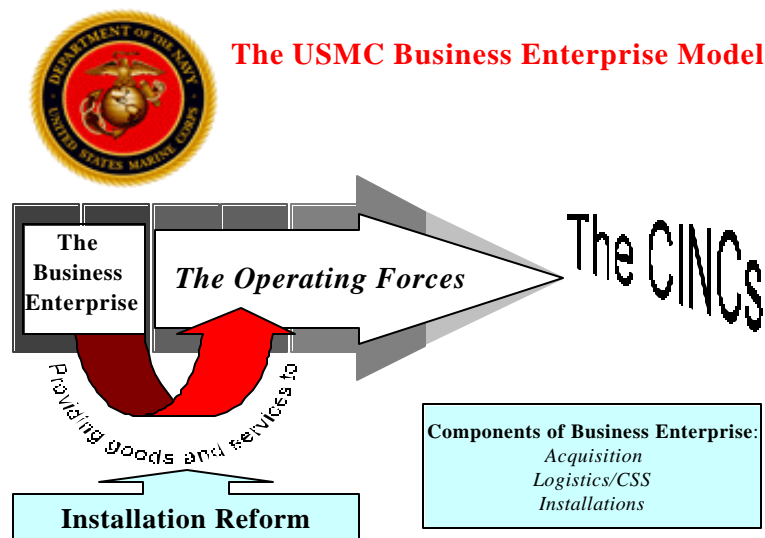 The USMC Business Enterprise Model
DEPARTMENT OF THE NAVY
UNITED STATES MARINE CORPS
The
Business
Enterprise
The Operating Forces
The CINCs
Providing goods and services to
Components of Business Enterprise:
Acquisition
Logistics/CSS
Installations
Installation Reform